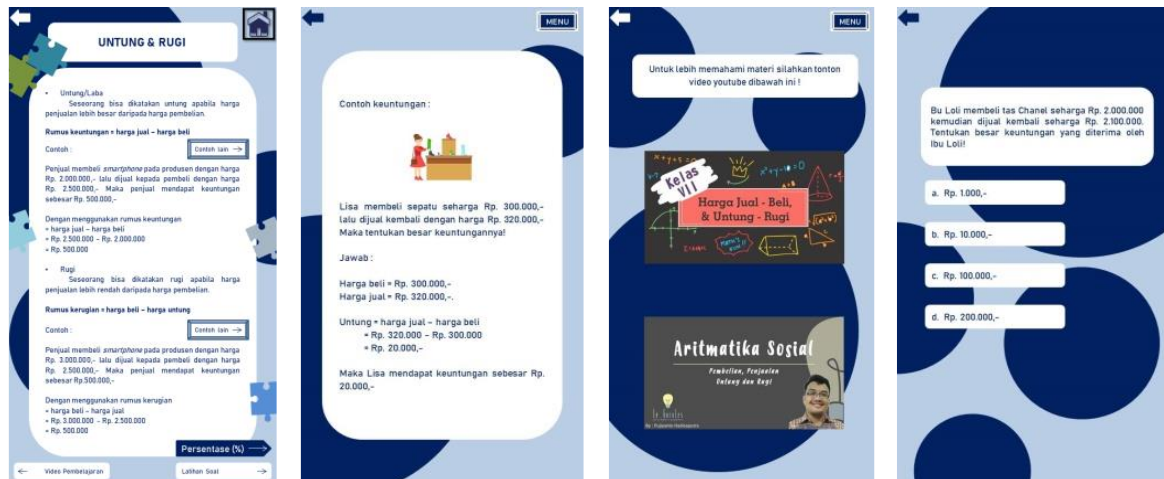 UNTUNG & RUGI
• Untung/Laba
Seseorang bisa dikatakan untung apabila harga
penjualan lebih besar daripada harga pembelian.
Rumus keuntungan = harga jual – harga beli
Contoh :
Contoh lain →
Penjual membeli smartphone pada produsen dengan harga
Rp. 2.000.000,- lalu dijual kepada pembeli dengan harga
Rp. 2.500.000,- Maka penjual mendapat keuntungan
sebesar Rp. 500.000,-
Dengan menggunakan rumus keuntungan
= harga jual – harga beli
= Rp. 2.500.000 – Rp. 2.000.000
= Rp. 500.000
• Rugi
Seseorang bisa dikatakan rugi apabila harga
penjualan lebih rendah daripada harga pembelian.
Rumus kerugian = harga beli – harga untung
Contoh :
Contoh lain →
Penjual membeli smartphone pada produsen dengan harga
Rp. 3.000.000,- lalu dijual kepada pembeli dengan harga
Rp. 2.500.000,- Maka penjual mendapat keuntungan
sebesar Rp.500.000,-
Dengan menggunakan rumus kerugian
= harga beli – harga jual
= Rp. 3.000.000 – Rp. 2.500.000
= Rp. 500.000
Persentase (%) →
← Video Pembelajaran
Latihan Soal →
MENU
Contoh keuntungan :
Lisa membeli sepatu seharga Rp. 300.000,-
lalu dijual kembali dengan harga Rp. 320.000,-
Maka tentukan besar keuntungannya!
Jawab :
Harga beli = Rp. 300.000,-
Harga jual = Rp. 320.000,-.
Untung = harga jual – harga beli
= Rp. 320.000 – Rp. 300.000
= Rp. 20.000,-
Maka Lisa mendapat keuntungan sebesar Rp.
20.000,-
MENU
Untuk lebih memahami materi silahkan tonton
video youtube dibawah ini !
Kelas
VII
Harga Jual - Beli,
& Untung - Rugi
Aritmatika Sosial
Pembelian, Penjualan
Untung dan Rugi
Bu Loli membeli tas Chanel seharga Rp. 2.000.000
kemudian dijual kembali seharga Rp. 2.100.000.
Tentukan besar keuntungan yang diterima oleh
Ibu Loli!
a. Rp. 1.000,-
b. Rp. 10.000,-
c. Rp. 100.000,-
d. Rp. 200.000,-